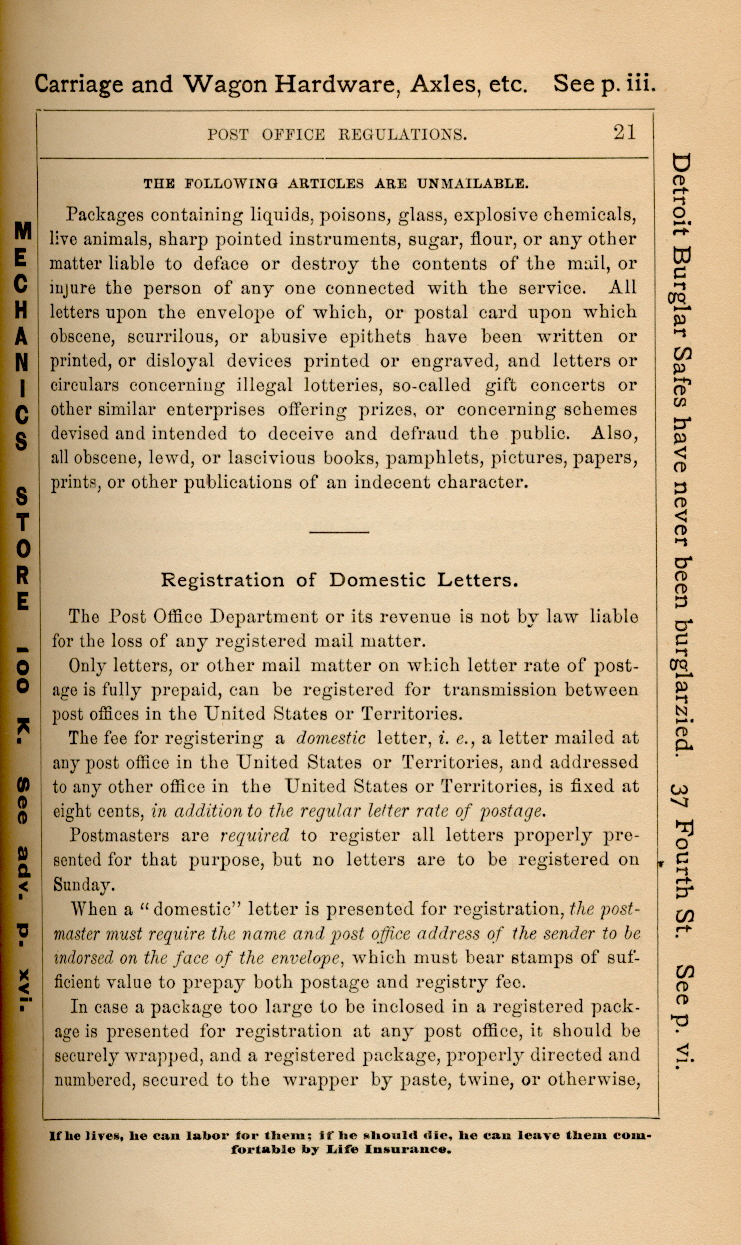 Carriage and Wagon Hardware, Axles, etc. See p. iii.
POST OFFICE REGULATIONS. 21
THE FOLLOWING ARTICLES ARE UNMAILABLE.
Packages containing liquids, poisons, glass, explosive chemicals,
live animals, sharp pointed instruments, sugar, flour, or any other
matter liable to deface or destroy the contents of the mail, or
injure the person of any one connected with the service. All
letters upon the envelope of which, or postal card upon which
obscene, scurrilous, or abusive epithets have been written or
printed, or disloyal devices printed or engraved, and letters or
circulars concerning illegal lotteries, so-called gift concerts or
other similar enterprises offering prizes, or concerning schemes
devised and intended to deceive and defraud the public. Also,
all obscene, lewd, or lascivious books, pamphlets, pictures, papers,
prints, or other publications of an indecent character.
Registration of Domestic Letters.
The Post Office Department or its revenue is not by law liable
for the loss of any registered mail matter.
Only letters, or other mail matter on which letter rate of post-
age is fully prepaid, can be registered for transmission between
post offices in the United States or Territories.
The fee for registering a domestic letter, i. e., a letter mailed at
any post office in the United States or Territories, and addressed
to any other office in the United States or Territories, is fixed at
eight cents, in addition to the regular letter rate of postage.
Postmasters are required to register all letters properly pre-
sented for that purpose, but no letters are to be registered on
Sunday.
When a "domestic" letter is presented for registration, the post-
master must require the name and post office address of the sender to be
indorsed on the face of the envelope, which must bear stamps of suf-
ficient value to prepay both postage and registry fee.
In case a package too large to be inclosed in a registered pack-
age is presented for registration at any post office, it should be
securely wrapped, and a registered package, properly directed and
numbered, secured to the wrapper by paste, twine, or otherwise,
If he lives, he can labor for them; if he should die, he can leave them com-
fortable by Life Insurance.
MECHANICS STORE - 100 K. See adv. p. xvi.
Detroit Burglar Safes have never been burglarzied. 37 Fourth St. See p. vi.